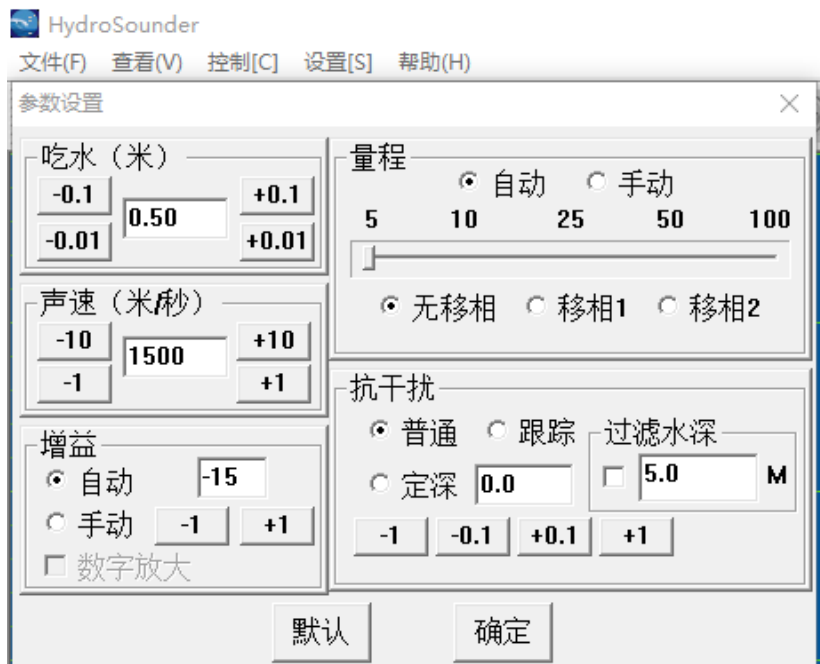 HydroSounder
文件(F) 查看(V) 控制[C] 设置[S] 帮助(H)
参数设置
吃水（米）
-0.1 +0.1
0.50
-0.01 +0.01
声速（米/秒）
-10 +10
1500
-1 +1
增益
自动 -15
手动 -1 +1
数字放大
量程
自动 手动
5 10 25 50 100
无移相 移相1 移相2
抗干扰
普通 跟踪 过滤水深
定深 0.0 5.0 M
-1 -0.1 +0.1 +1
默认 确定